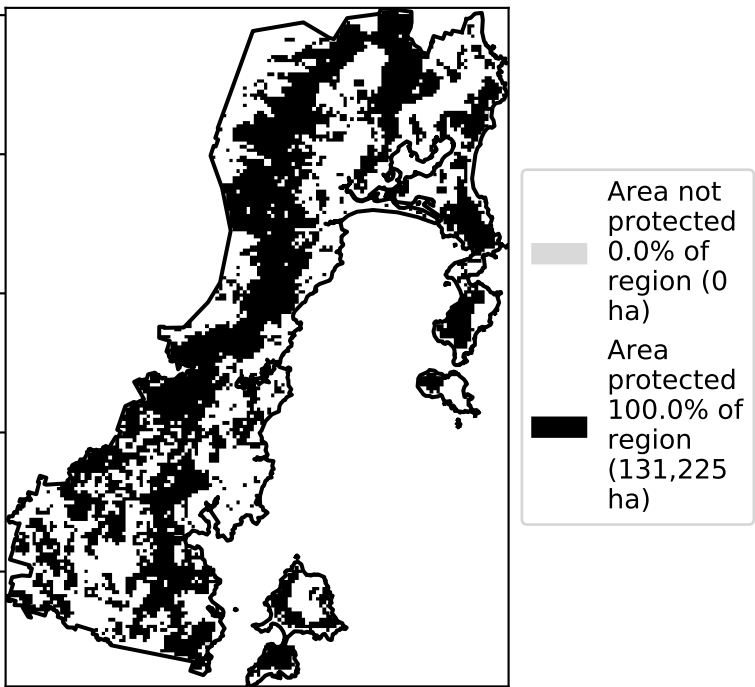 Area not
protected
0.0% of
region (0
ha)
Area
protected
100.0% of
region
(131,225
ha)